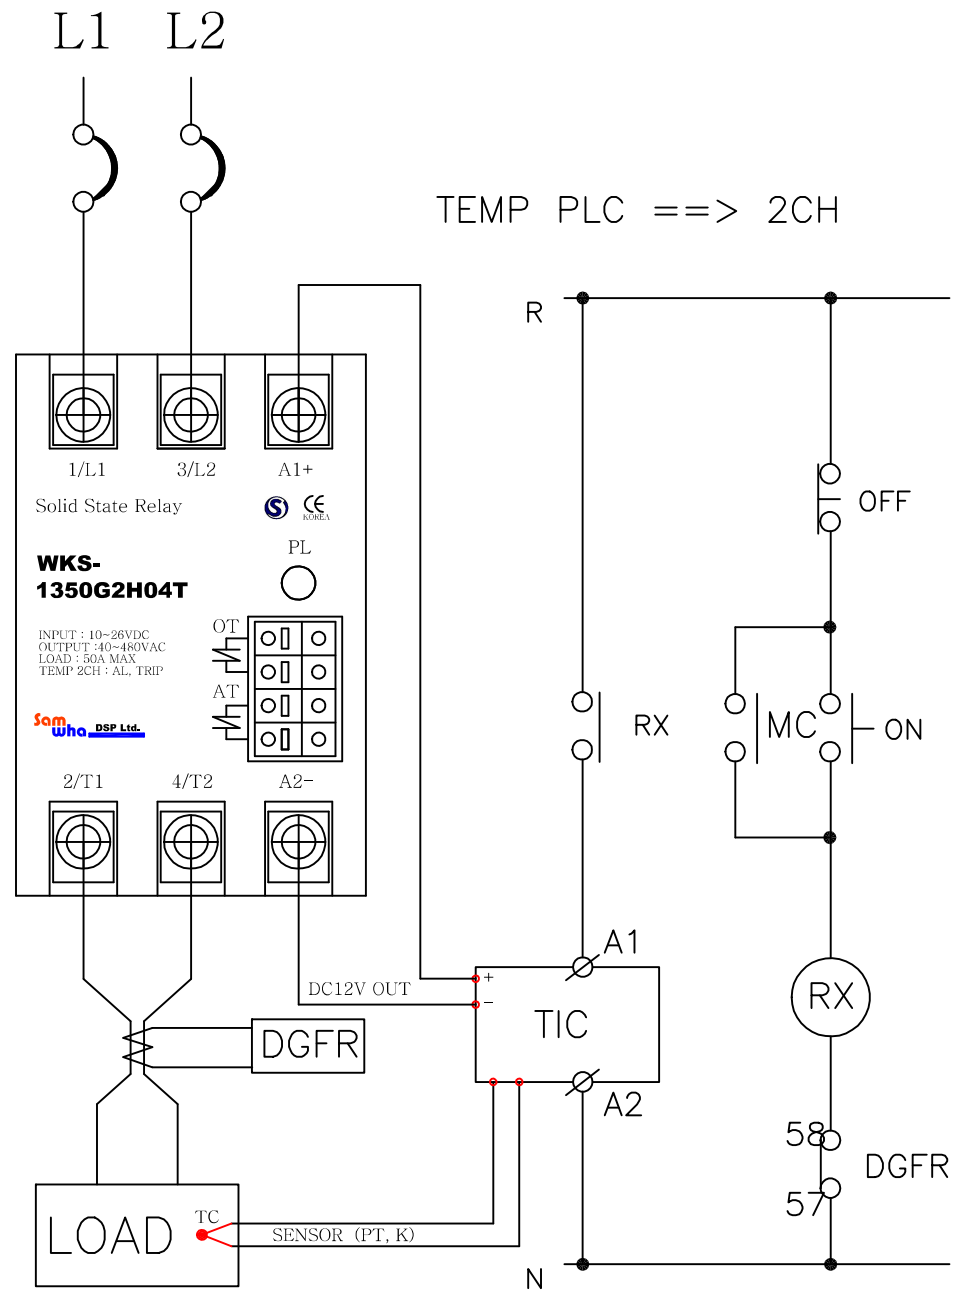 L1 L2
TEMP PLC ==> 2CH
R
1/L1 3/L2 A1+
Solid State Relay
S CE
KOREA
OFF
PL
WKS-
1350G2H04T
OT
INPUT : 10~26VDC
OUTPUT :40~480VAC
LOAD : 50A MAX
TEMP 2CH : AL, TRIP
AT
RX MC ON
Sam
wha DSP Ltd.
2/T1 4/T2 A2-
A1
+
DC12V OUT
-
RX
TIC
DGFR
A2
58
DGFR
57
TC
LOAD
SENSOR (PT, K)
N